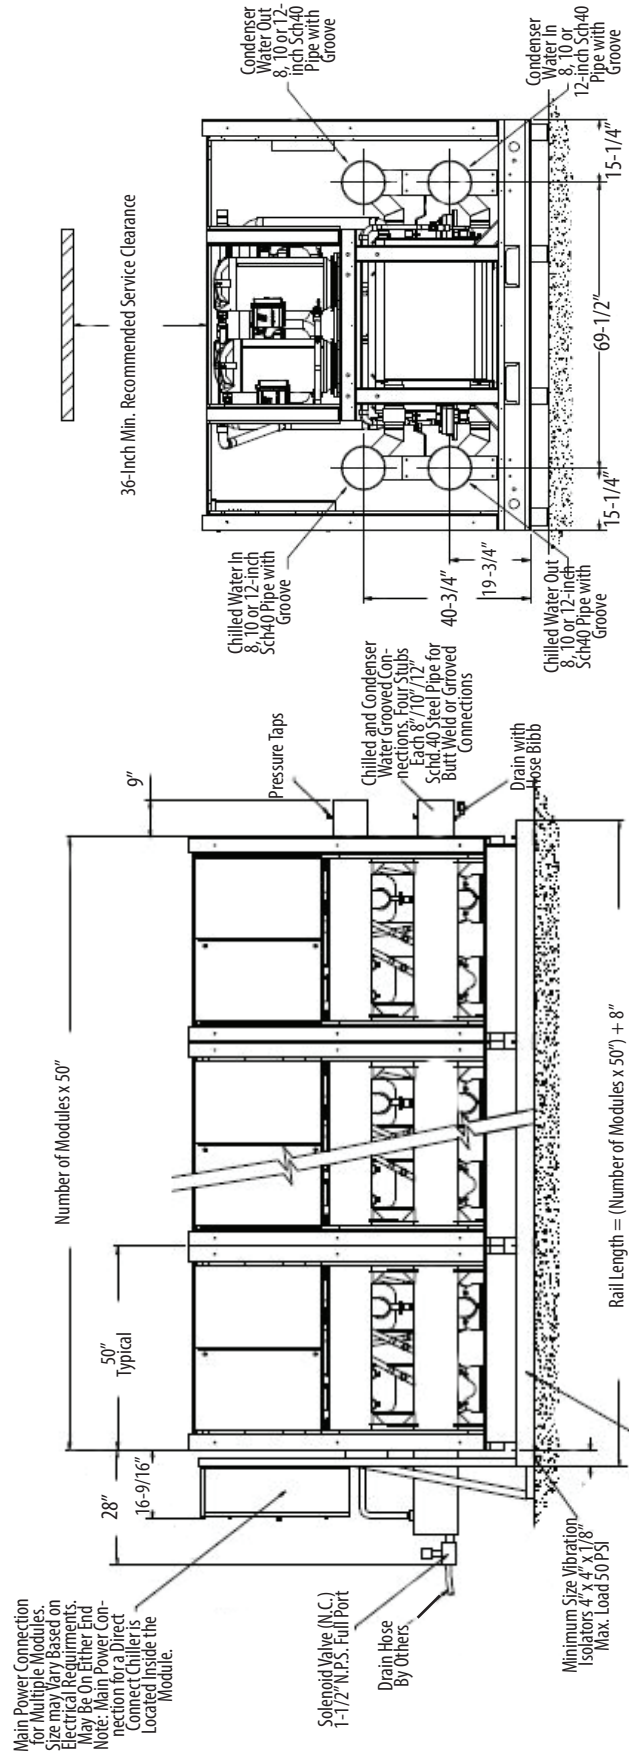 Main Power Connection
for Multiple Modules.
Size may Vary Based on
Electrical Requirments.
May Be On Either End
Note: Main Power Con-
nection for a Direct
Connect Chiller is
Located Inside the
Module.
28"
16-9/16"
50"
Typical
Number of Modules x 50"
9"
Pressure Taps
Chilled and Condenser
Water Grooved Con-
nections. Four Stubs
Each 8"/10"/12"
Schd. 40 Steel Pipe for
Butt Weld or Grroved
Connections
Drain with
Hose Bibb
Solenoid Valve (N.C.)
1-1/2" N.P.S. Full Port
Drain Hose
By Others
Minimum Size Vibration
Isolators 4" x 4" x 1/8"
Max. Load 50 PSI
Rail Length = (Number of Modules x 50") + 8"
36-Inch Min. Recommended Service Clearance
Chilled Water In
8, 10 or 12-inch
Sch40 Pipe with
Groove
Condenser
Water Out
8, 10 or 12-
inch Sch40
Pipe with
Groove
40-3/4"
19-3/4"
Chilled Water Out
8, 10 or 12-inch
Sch40 Pipe with
Groove
15-1/4"
69-1/2"
15-1/4"
Condenser
Water In
8, 10 or
12-inch Sch40
Pipe with
Groove